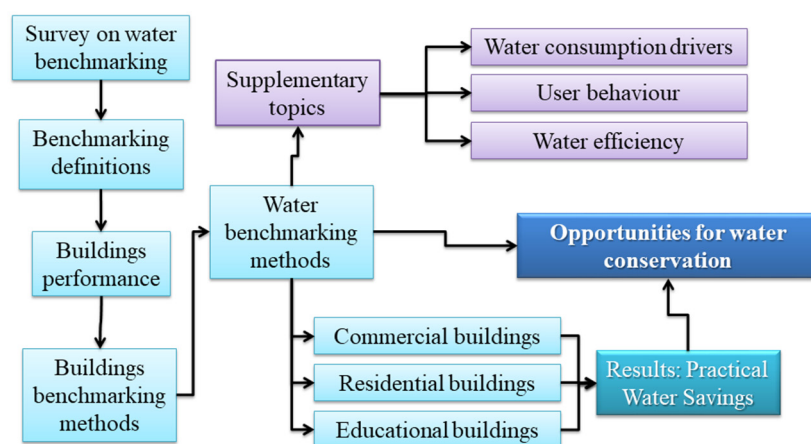 Survey on water
benchmarking
Benchmarking
definitions
Buildings
performance
Buildings
benchmarking
methods
Supplementary
topics
Water consumption drivers
User behaviour
Water efficiency
Water
benchmarking
methods
Opportunities for water
conservation
Commercial buildings
Residential buildings
Educational buildings
Results: Practical
Water Savings